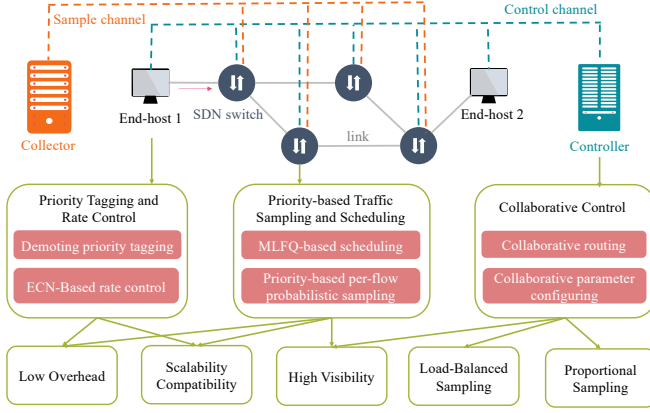 Sample channel
Control channel
End-host 1
SDN switch
End-host 2
link
Collector
Controller
Priority Tagging and
Rate Control
Demoting priority tagging
ECN-Based rate control
Priority-based Traffic
Sampling and Scheduling
MLFQ-based scheduling
Priority-based per-flow
probabilistic sampling
Collaborative Control
Collaborative routing
Collaborative parameter
configuring
Low Overhead
Scalability
Compatibility
High Visibility
Load-Balanced
Sampling
Proportional
Sampling